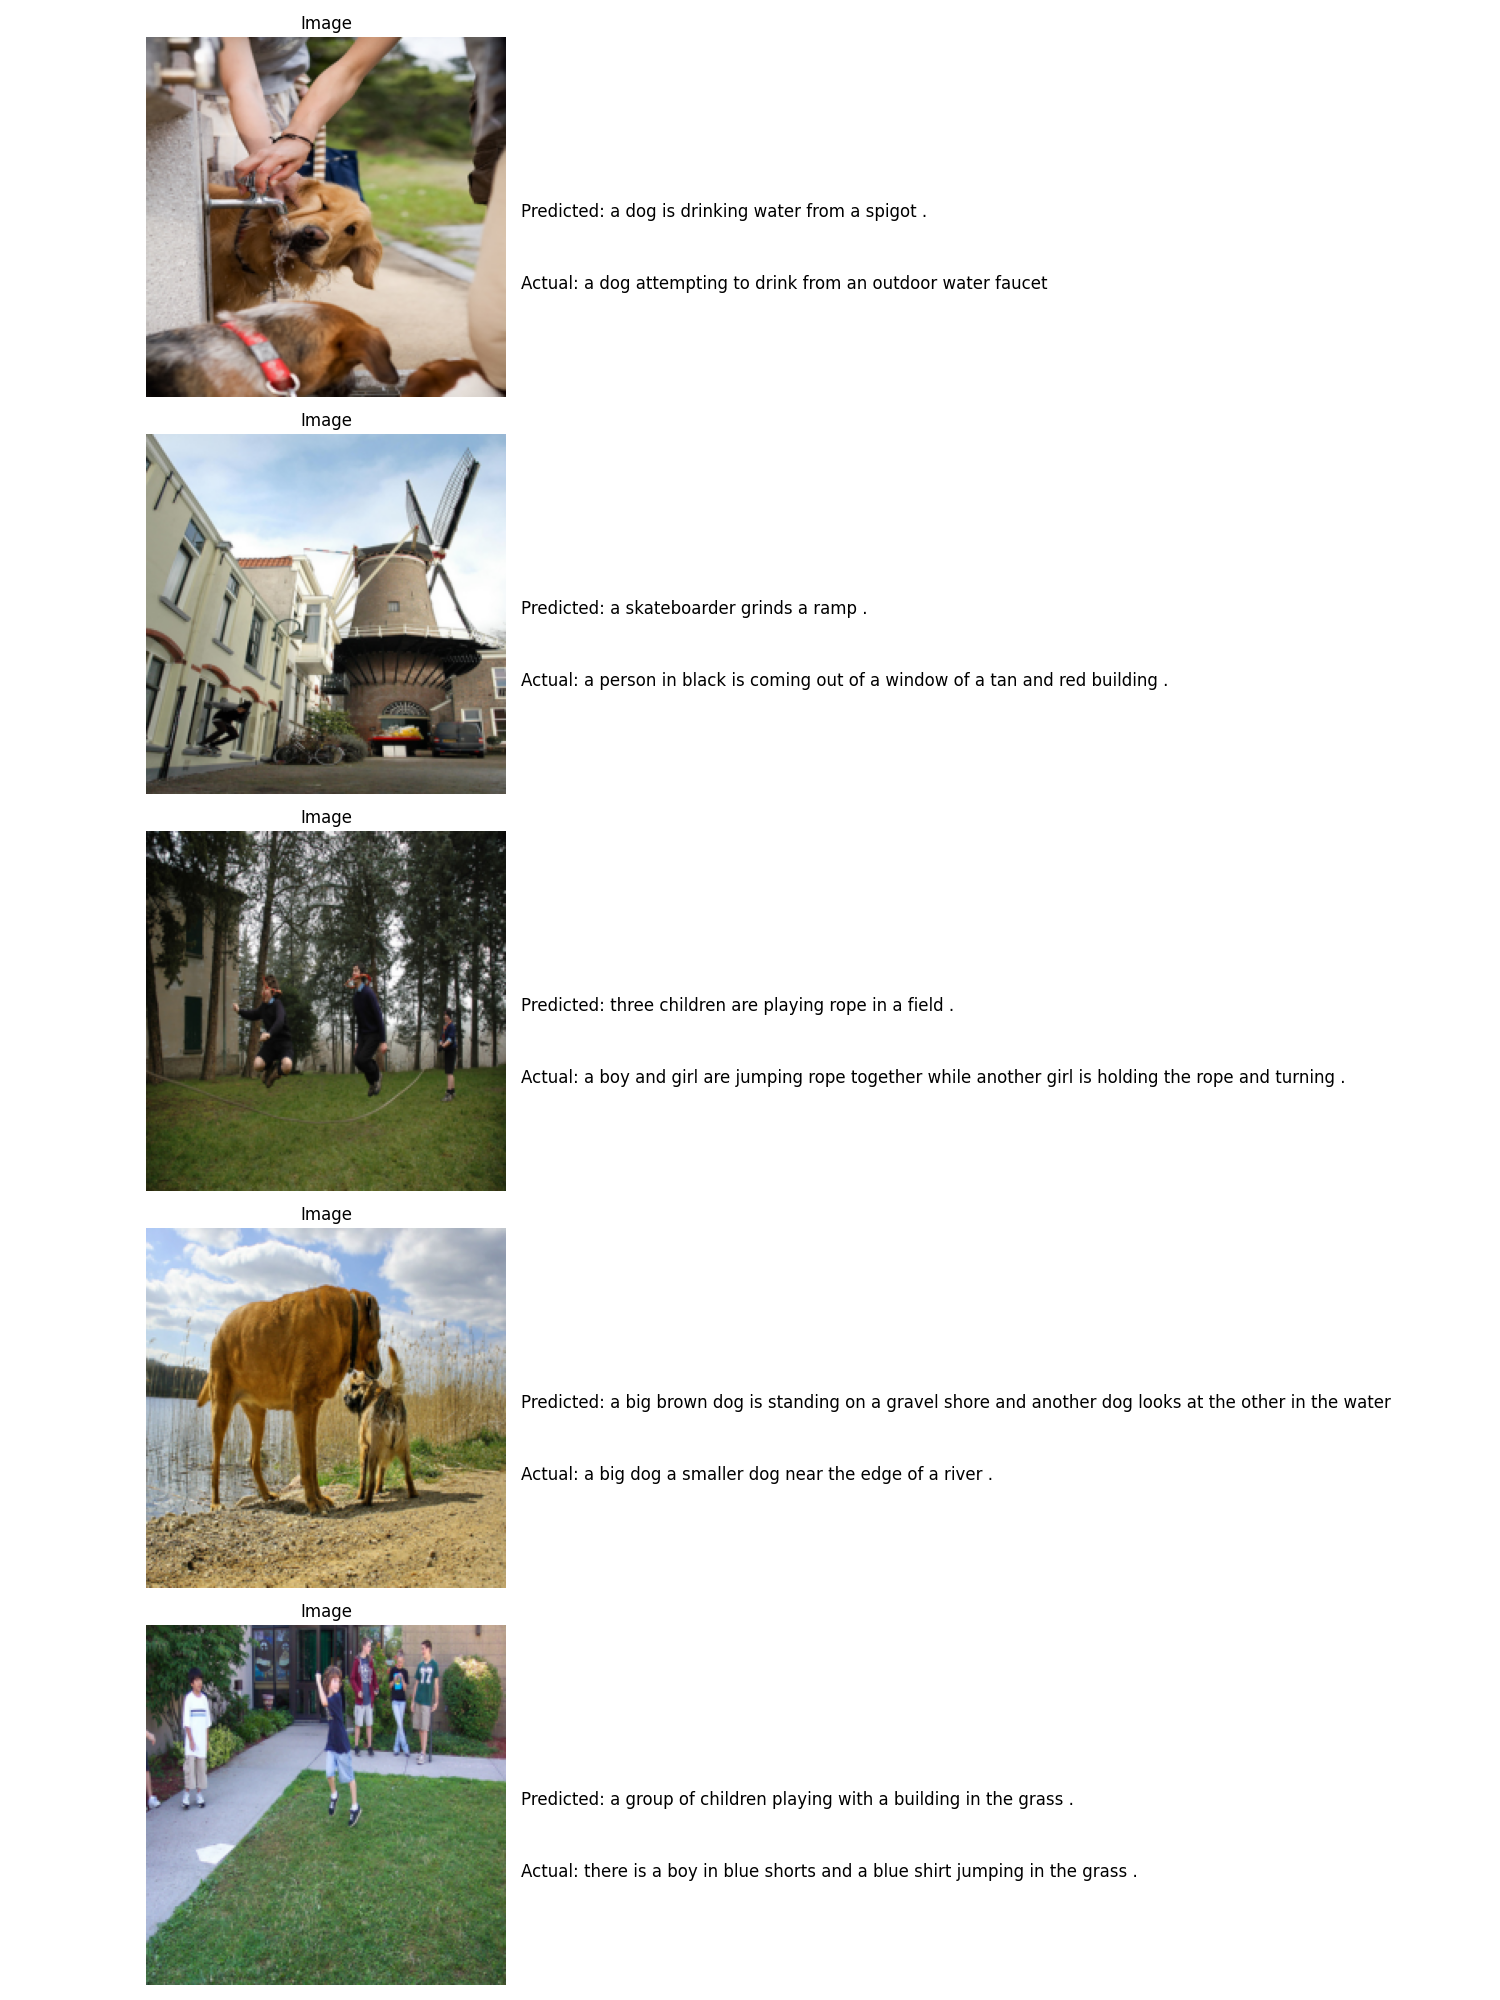 Image
Predicted: a dog is drinking water from a spigot .
Actual: a dog attempting to drink from an outdoor water faucet
Image
Predicted: a skateboarder grinds a ramp .
Actual: a person in black is coming out of a window of a tan and red building .
Image
Predicted: three children are playing rope in a field .
Actual: a boy and girl are jumping rope together while another girl is holding the rope and turning .
Image
Predicted: a big brown dog is standing on a gravel shore and another dog looks at the other in the water
Actual: a big dog a smaller dog near the edge of a river .
Image
77
Predicted: a group of children playing with a building in the grass .
Actual: there is a boy in blue shorts and a blue shirt jumping in the grass .